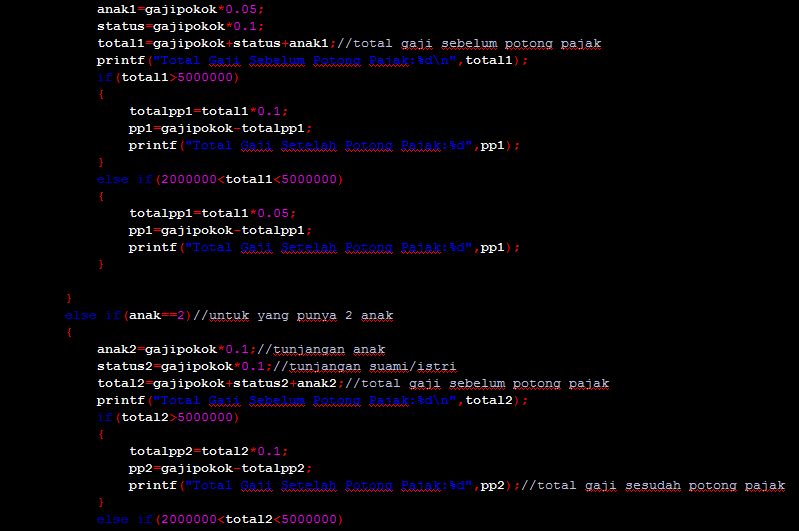 anak1=gajipokok*0.05;
status=gajipokok*0.1;
total1=gajipokok+status+anak1;//total gaji sebelum potong pajak
printf("Total Gaji Sebelum Potong Pajak:%d\n",total1);
if(total1>5000000)
{
totalpp1=total1*0.1;
pp1=gajipokok-totalpp1;
printf("Total Gaji Setelah Potong Pajak:%d",pp1);
}
else if(2000000<total1<5000000)
{
totalpp1=total1*0.05;
pp1=gajipokok-totalpp1;
printf("Total Gaji Setelah Potong Pajak:%d",pp1);
}
}
else if(anak==2)//untuk yang punya 2 anak
{
anak2=gajipokok*0.1;//tunjangan anak
status2=gajipokok*0.1;//tunjangan suami/istri
total2=gajipokok+status2+anak2;//total gaji sebelum potong pajak
printf("Total Gaji Sebelum Potong Pajak:%d\n",total2);
if(total2>5000000)
{
totalpp2=total2*0.1;
pp2=gajipokok-totalpp2;
printf("Total Gaji Setelah Potong Pajak:%d",pp2);//total gaji sesudah potong pajak
}
else if(2000000<total2<5000000)